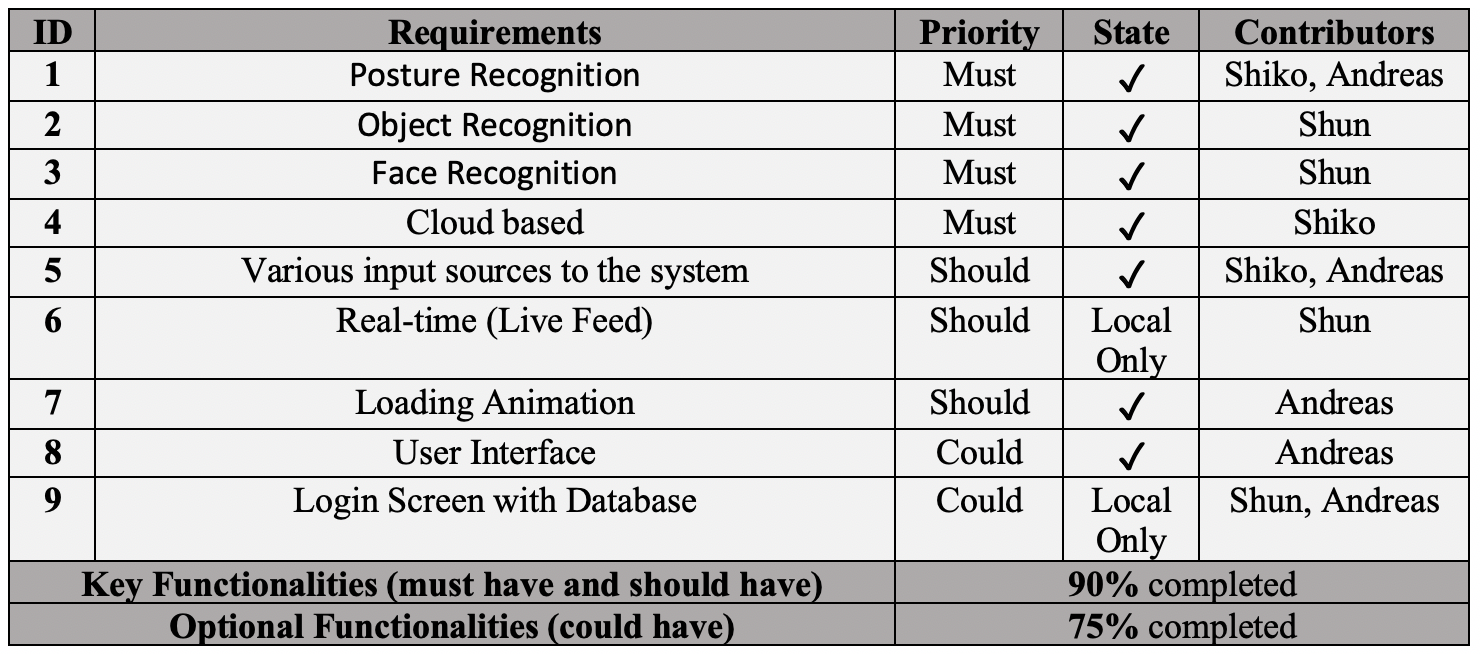 ID Requirements Priority State Contributors
1 Posture Recognition Must ✓ Shiko, Andreas
2 Object Recognition Must ✓ Shun
3 Face Recognition Must ✓ Shun
4 Cloud based Must ✓ Shiko
5 Various input sources to the system Should ✓ Shiko, Andreas
6 Real-time (Live Feed) Should Local Shun
Only
7 Loading Animation Should ✓ Andreas
8 User Interface Could ✓ Andreas
9 Login Screen with Database Could Local Shun, Andreas
Only
Key Functionalities (must have and should have) 90% completed
Optional Functionalities (could have) 75% completed